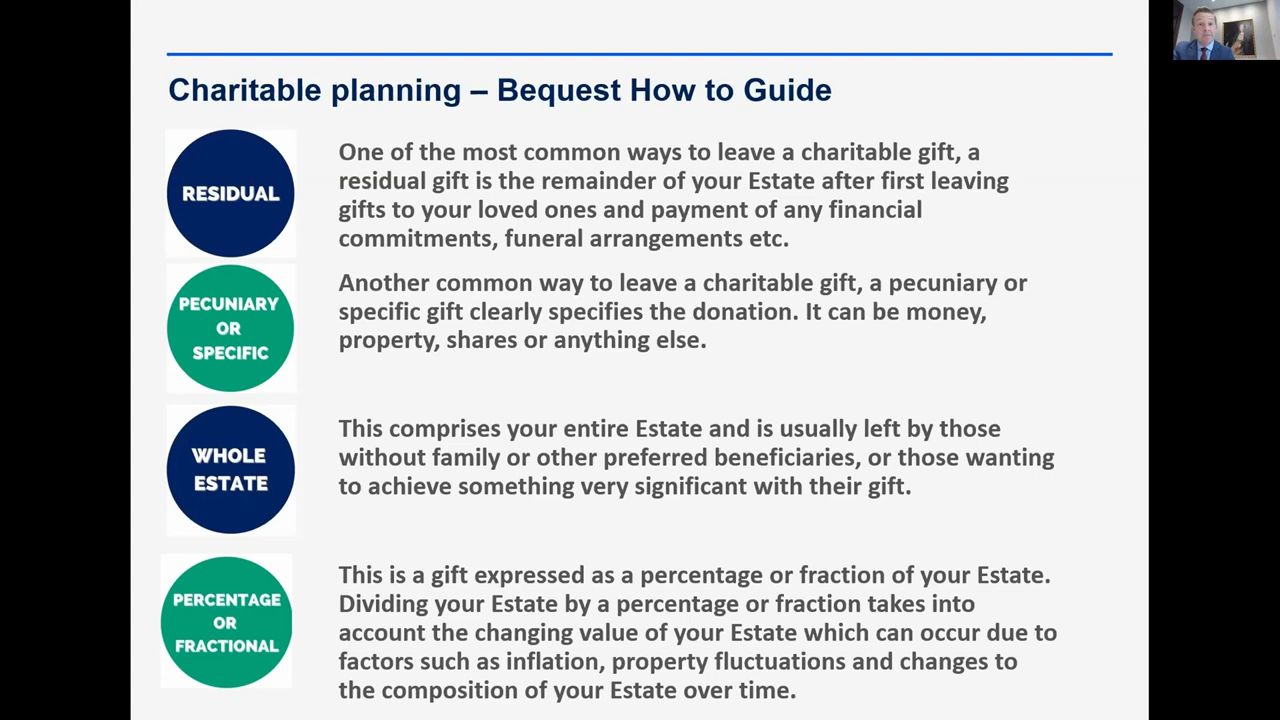 Charitable planning – Bequest How to Guide
RESIDUAL
One of the most common ways to leave a charitable gift, a
residual gift is the remainder of your Estate after first leaving
gifts to your loved ones and payment of any financial
commitments, funeral arrangements etc.
PECUNIARY
OR
SPECIFIC
Another common way to leave a charitable gift, a pecuniary or
specific gift clearly specifies the donation. It can be money,
property, shares or anything else.
WHOLE
ESTATE
This comprises your entire Estate and is usually left by those
without family or other preferred beneficiaries, or those wanting
to achieve something very significant with their gift.
PERCENTAGE
OR
FRACTIONAL
This is a gift expressed as a percentage or fraction of your Estate.
Dividing your Estate by a percentage or fraction takes into
account the changing value of your Estate which can occur due to
factors such as inflation, property fluctuations and changes to
the composition of your Estate over time.